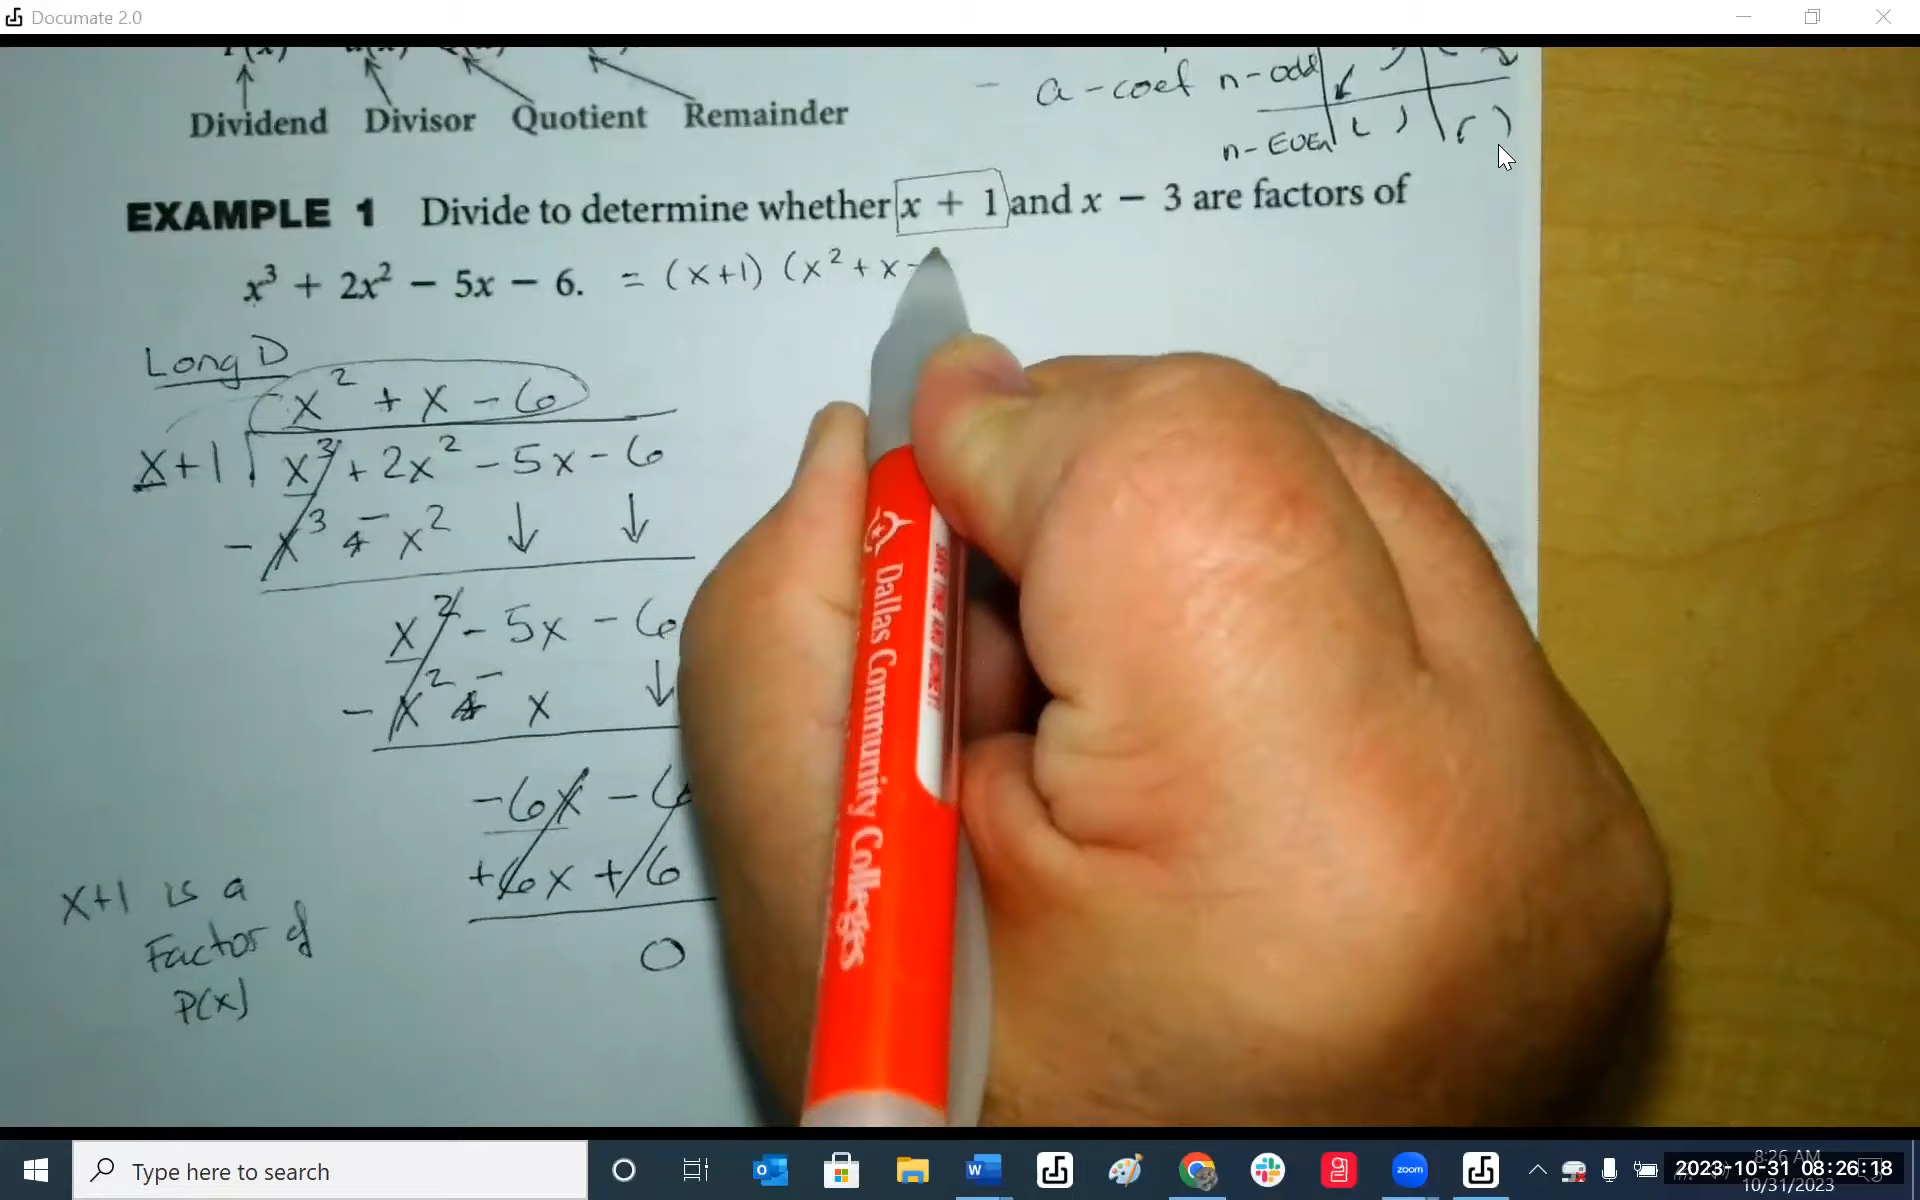 Documate 2.0
Dividend Divisor Quotient Remainder
a - coef n - odd
n - EVEN
EXAMPLE 1 Divide to determine whether x + 1 and x − 3 are factors of
x³ + 2x² − 5x − 6. = (x+1) (x² + x -
Long D
x² + x - 6
x+1 x³ + 2x² - 5x - 6
- x³ - x² ↓ ↓
x² - 5x - 6
- x² - x ↓
-6x - 6
+6x + 6
0
x+1 is a
Factor of
P(x)
Dallas Community Colleges
Type here to search
zoom
8:26 AM
2023-10-31 08:26:18
10/31/2023